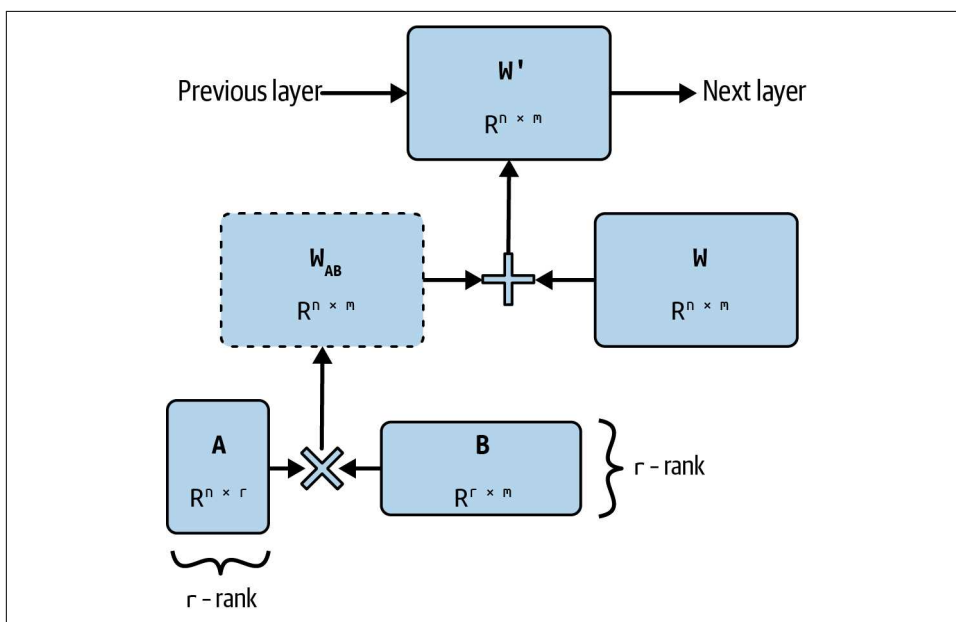 W'
Previous layer
Next layer
Rⁿ ˣ ᵐ
W_AB
W
Rⁿ ˣ ᵐ
Rⁿ ˣ ᵐ
A
B
r – rank
Rⁿ ˣ ʳ
Rʳ ˣ ᵐ
r – rank